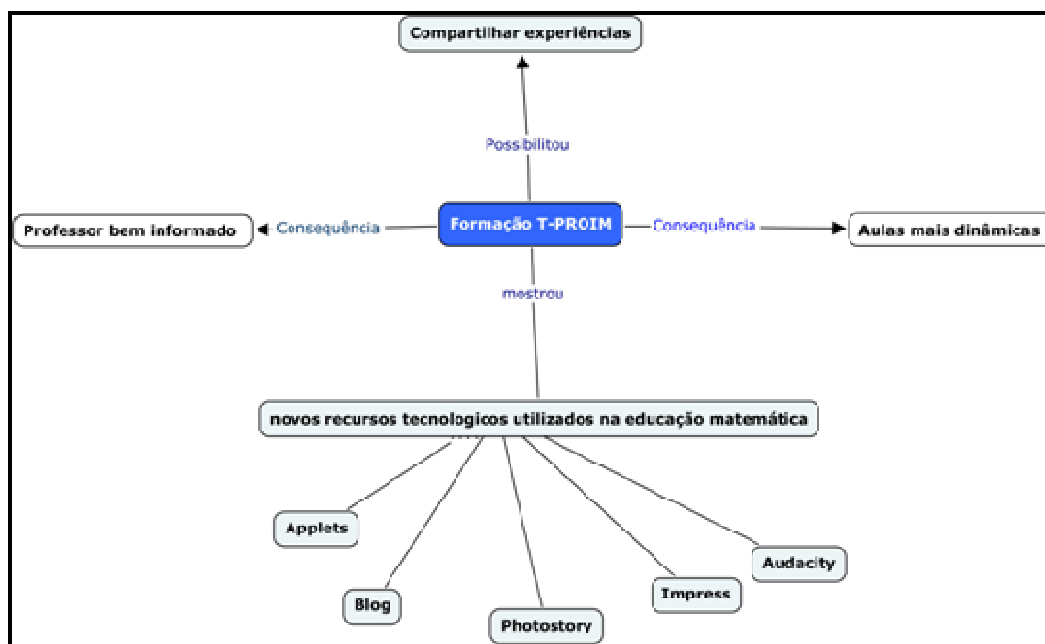 Compartilhar experiências
Possibilitou
Professor bem informado
Consequência
Formação T-PROIM
Consequência
Aulas mais dinâmicas
mostrou
novos recursos tecnologicos utilizados na educação matemática
Applets
Audacity
Blog
Impress
Photostory